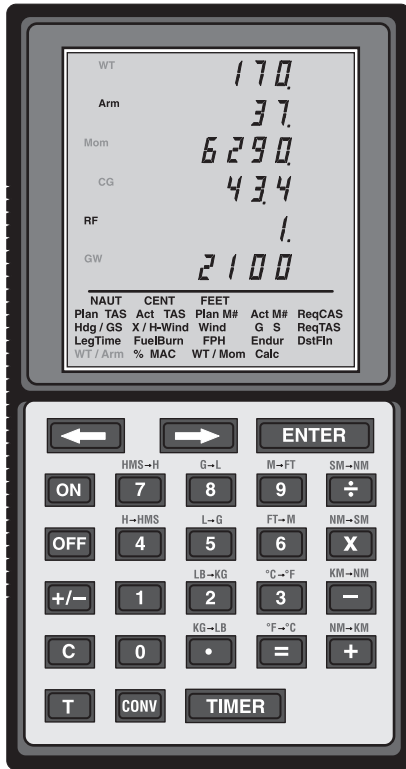 WT 170.
Arm 37.
Mom 6290.
CG 43.4
RF 1.
GW 2100
NAUT CENT FEET
Plan TAS Act TAS Plan M# Act M# ReqCAS
Hdg / GS X / H-Wind Wind G S ReqTAS
LegTime FuelBurn FPH Endur DstFln
WT / Arm % MAC WT / Mom Calc
← → ENTER
HMS→H G→L M→FT SM→NM
ON 7 8 9 ÷
H→HMS L→G FT→M NM→SM
OFF 4 5 6 X
LB→KG °C→°F KM→NM
+/− 1 2 3 −
KG→LB °F→°C NM→KM
C 0 • = +
T CONV TIMER